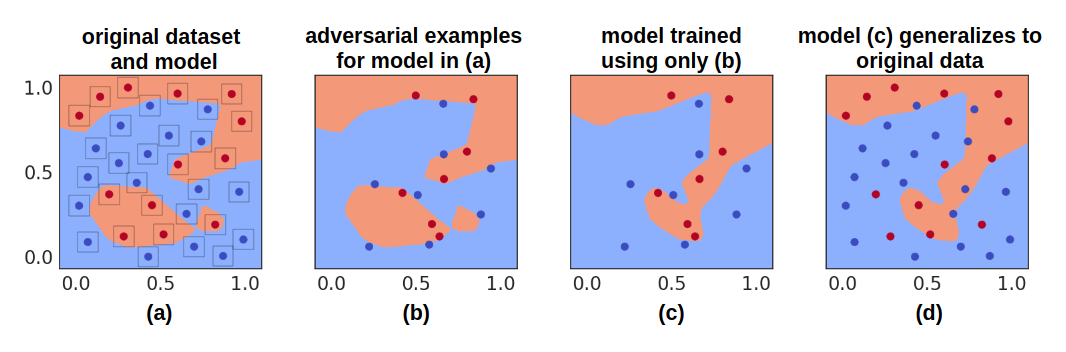 original dataset
and model
adversarial examples
for model in (a)
model trained
using only (b)
model (c) generalizes to
original data
1.0
0.5
0.0
0.0 0.5 1.0
0.0 0.5 1.0
0.0 0.5 1.0
0.0 0.5 1.0
(a)
(b)
(c)
(d)